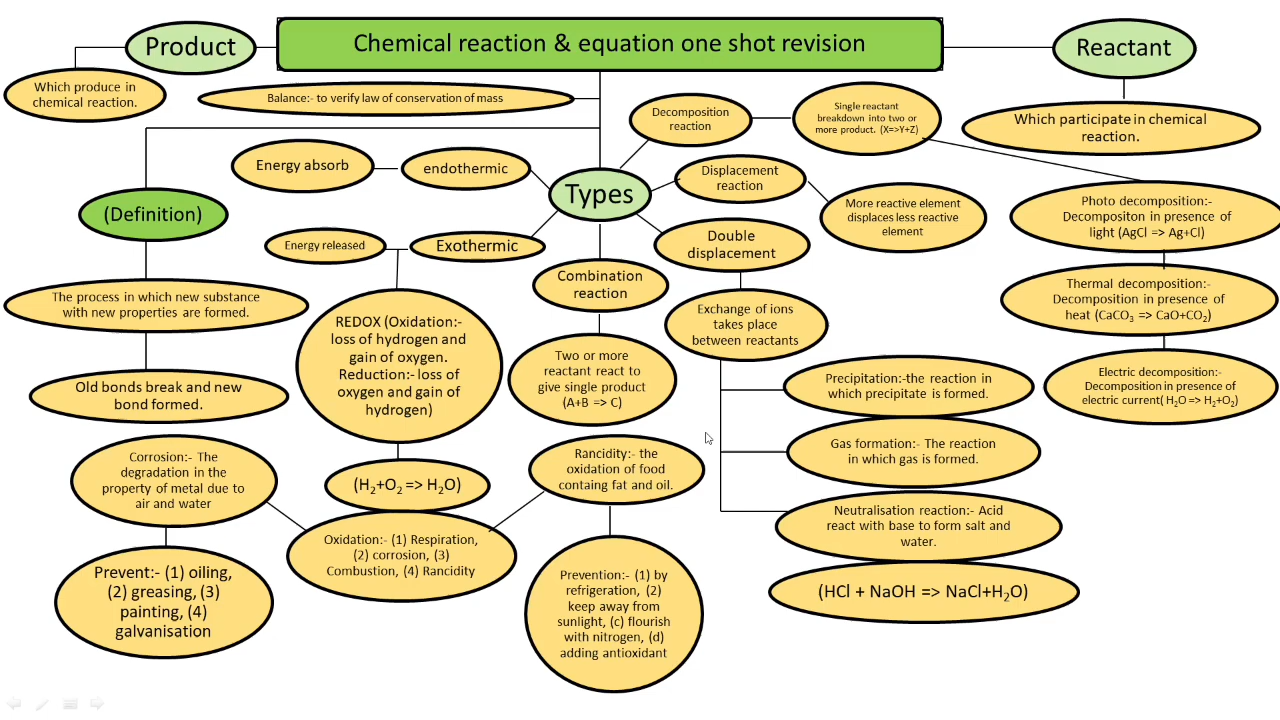 Chemical reaction & equation one shot revision
Product
Which produce in
chemical reaction.
Reactant
Which participate in chemical
reaction.
Balance:- to verify law of conservation of mass
(Definition)
The process in which new substance
with new properties are formed.
Old bonds break and new
bond formed.
Types
endothermic
Energy absorb
Exothermic
Energy released
REDOX (Oxidation:-
loss of hydrogen and
gain of oxygen.
Reduction:- loss of
oxygen and gain of
hydrogen)
(H₂+O₂ => H₂O)
Oxidation:- (1) Respiration,
(2) corrosion, (3)
Combustion, (4) Rancidity
Corrosion:- The
degradation in the
property of metal due to
air and water
Prevent:- (1) oiling,
(2) greasing, (3)
painting, (4)
galvanisation
Rancidity:- the
oxidation of food
containg fat and oil.
Prevention:- (1) by
refrigeration, (2)
keep away from
sunlight, (c) flourish
with nitrogen, (d)
adding antioxidant
Combination
reaction
Two or more
reactant react to
give single product
(A+B => C)
Decomposition
reaction
Single reactant
breakdown into two or
more product. (X=>Y+Z)
Photo decomposition:-
Decompositon in presence of
light (AgCl => Ag+Cl)
Thermal decomposition:-
Decomposition in presence of
heat (CaCO₃ => CaO+CO₂)
Electric decomposition:-
Decomposition in presence of
electric current( H₂O => H₂+O₂)
Displacement
reaction
More reactive element
displaces less reactive
element
Double
displacement
Exchange of ions
takes place
between reactants
Precipitation:-the reaction in
which precipitate is formed.
Gas formation:- The reaction
in which gas is formed.
Neutralisation reaction:- Acid
react with base to form salt and
water.
(HCl + NaOH => NaCl+H₂O)